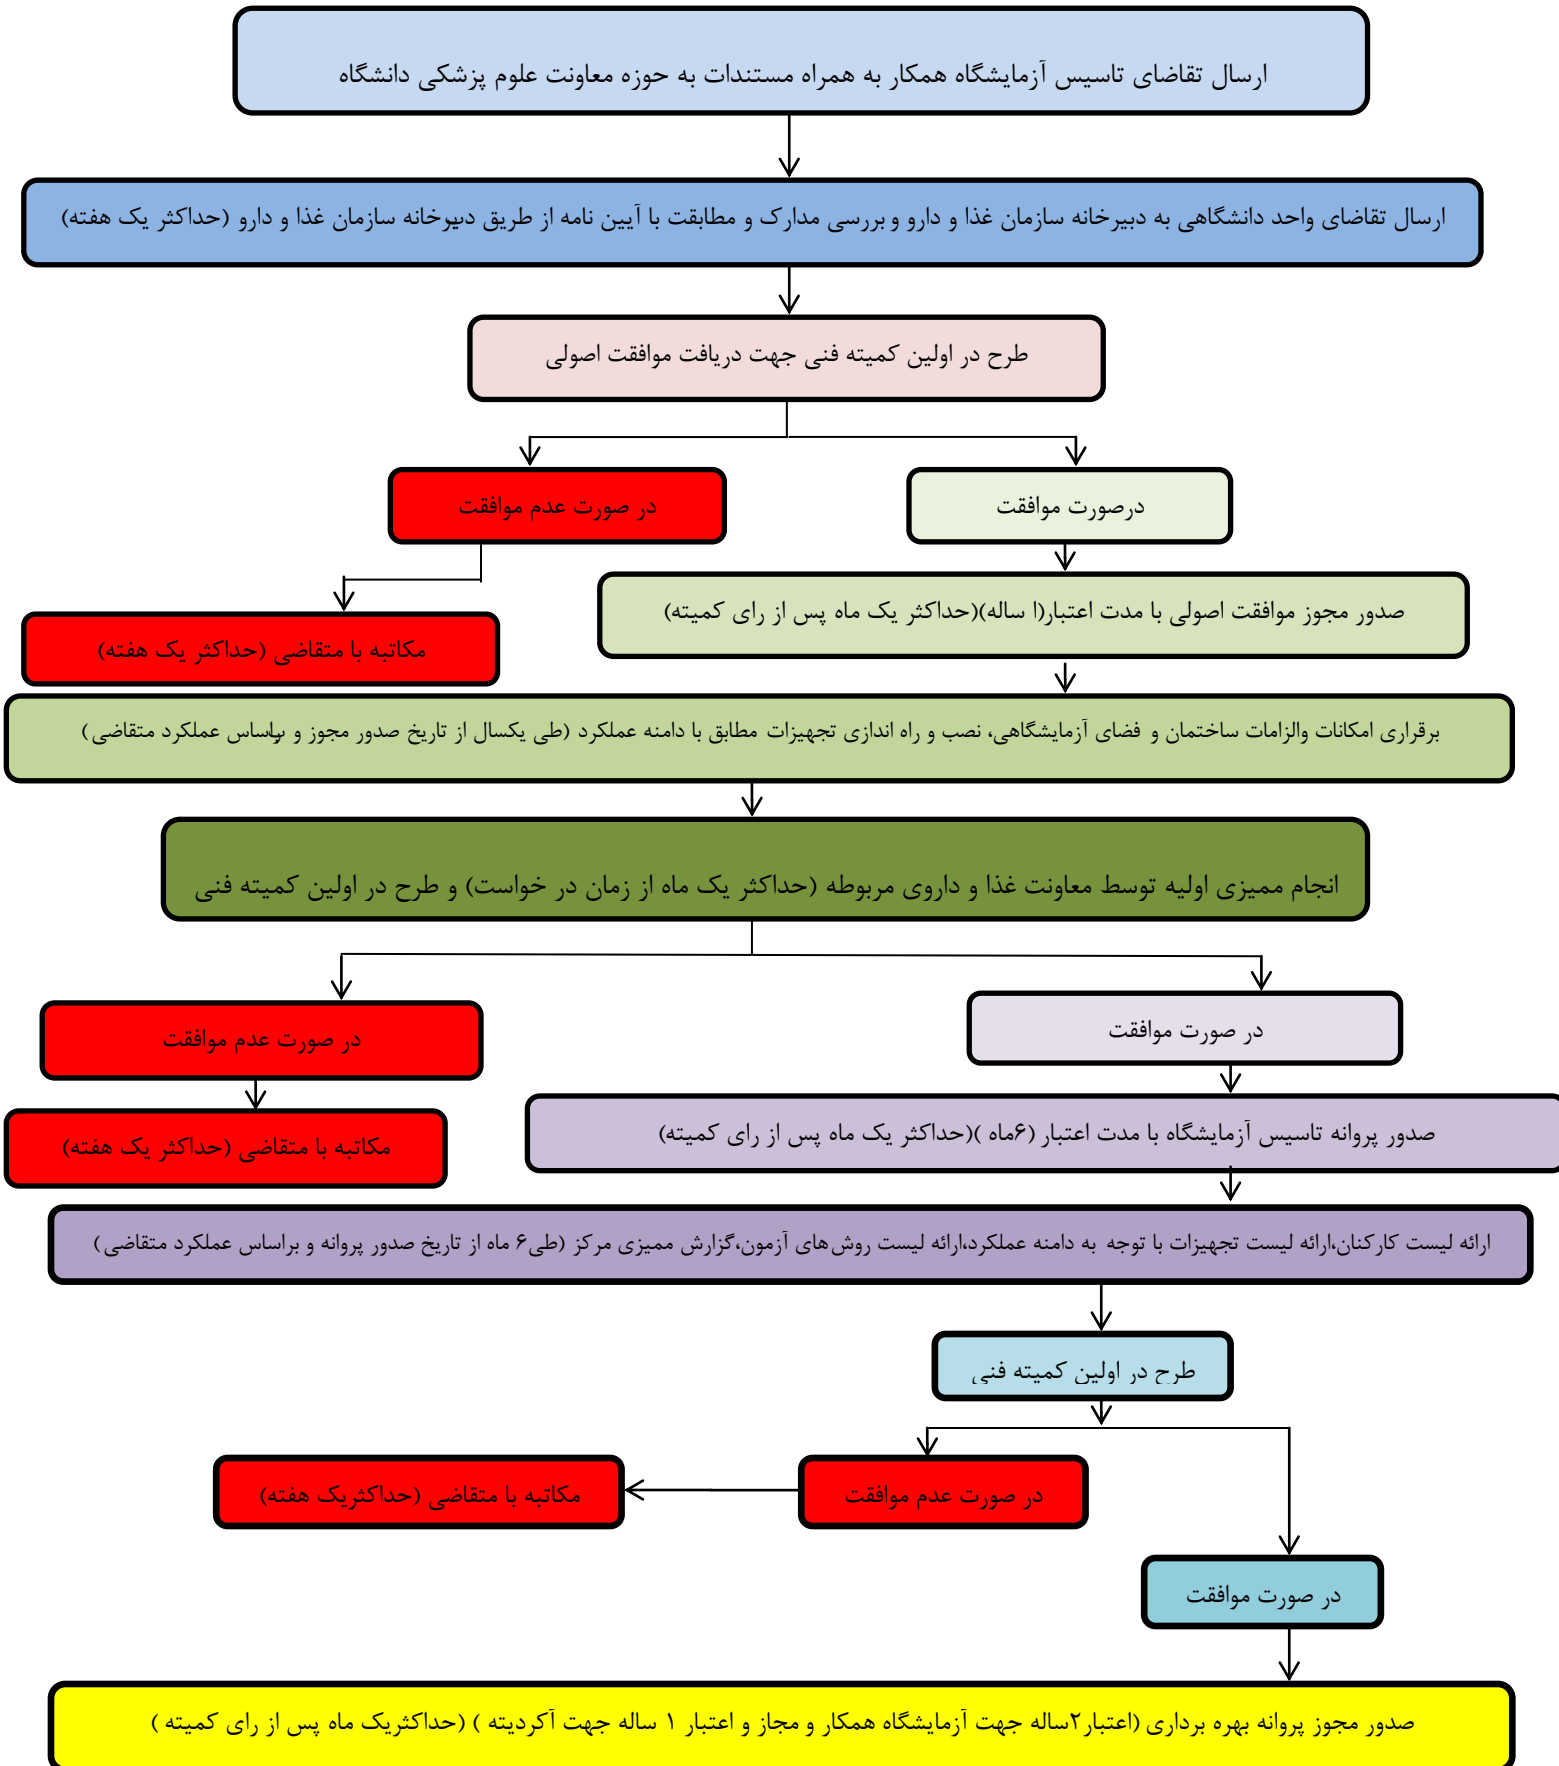 ارسال تقاضای تاسیس آزمایشگاه همکار به همراه مستندات به حوزه معاونت علوم پزشکی دانشگاه
ارسال تقاضای واحد دانشگاهی به دبیرخانه سازمان غذا و دارو و بررسی مدارک و مطابقت با آیین نامه از طریق دبیرخانه سازمان غذا و دارو (حداکثر یک هفته)
طرح در اولین کمیته فنی جهت دریافت موافقت اصولی
درصورت موافقت
در صورت عدم موافقت
صدور مجوز موافقت اصولی با مدت اعتبار(ا ساله)(حداکثر یک ماه پس از رای کمیته)
مکاتبه با متقاضی (حداکثر یک هفته)
برقراری امکانات والزامات ساختمان و فضای آزمایشگاهی، نصب و راه اندازی تجهیزات مطابق با دامنه عملکرد (طی یکسال از تاریخ صدور مجوز و براساس عملکرد متقاضی)
انجام ممیزی اولیه توسط معاونت غذا و داروی مربوطه (حداکثر یک ماه از زمان در خواست) و طرح در اولین کمیته فنی
در صورت موافقت
در صورت عدم موافقت
صدور پروانه تاسیس آزمایشگاه با مدت اعتبار (۶ماه )(حداکثر یک ماه پس از رای کمیته)
مکاتبه با متقاضی (حداکثر یک هفته)
ارائه لیست کارکنان،ارائه لیست تجهیزات با توجه به دامنه عملکرد،ارائه لیست روش های آزمون،گزارش ممیزی مرکز (طی۶ ماه از تاریخ صدور پروانه و براساس عملکرد متقاضی)
طرح در اولین کمیته فنی
در صورت عدم موافقت
مکاتبه با متقاضی (حداکثریک هفته)
در صورت موافقت
صدور مجوز پروانه بهره برداری (اعتبار۲ساله جهت آزمایشگاه همکار و مجاز و اعتبار ۱ ساله جهت آکردیته ) (حداکثریک ماه پس از رای کمیته )